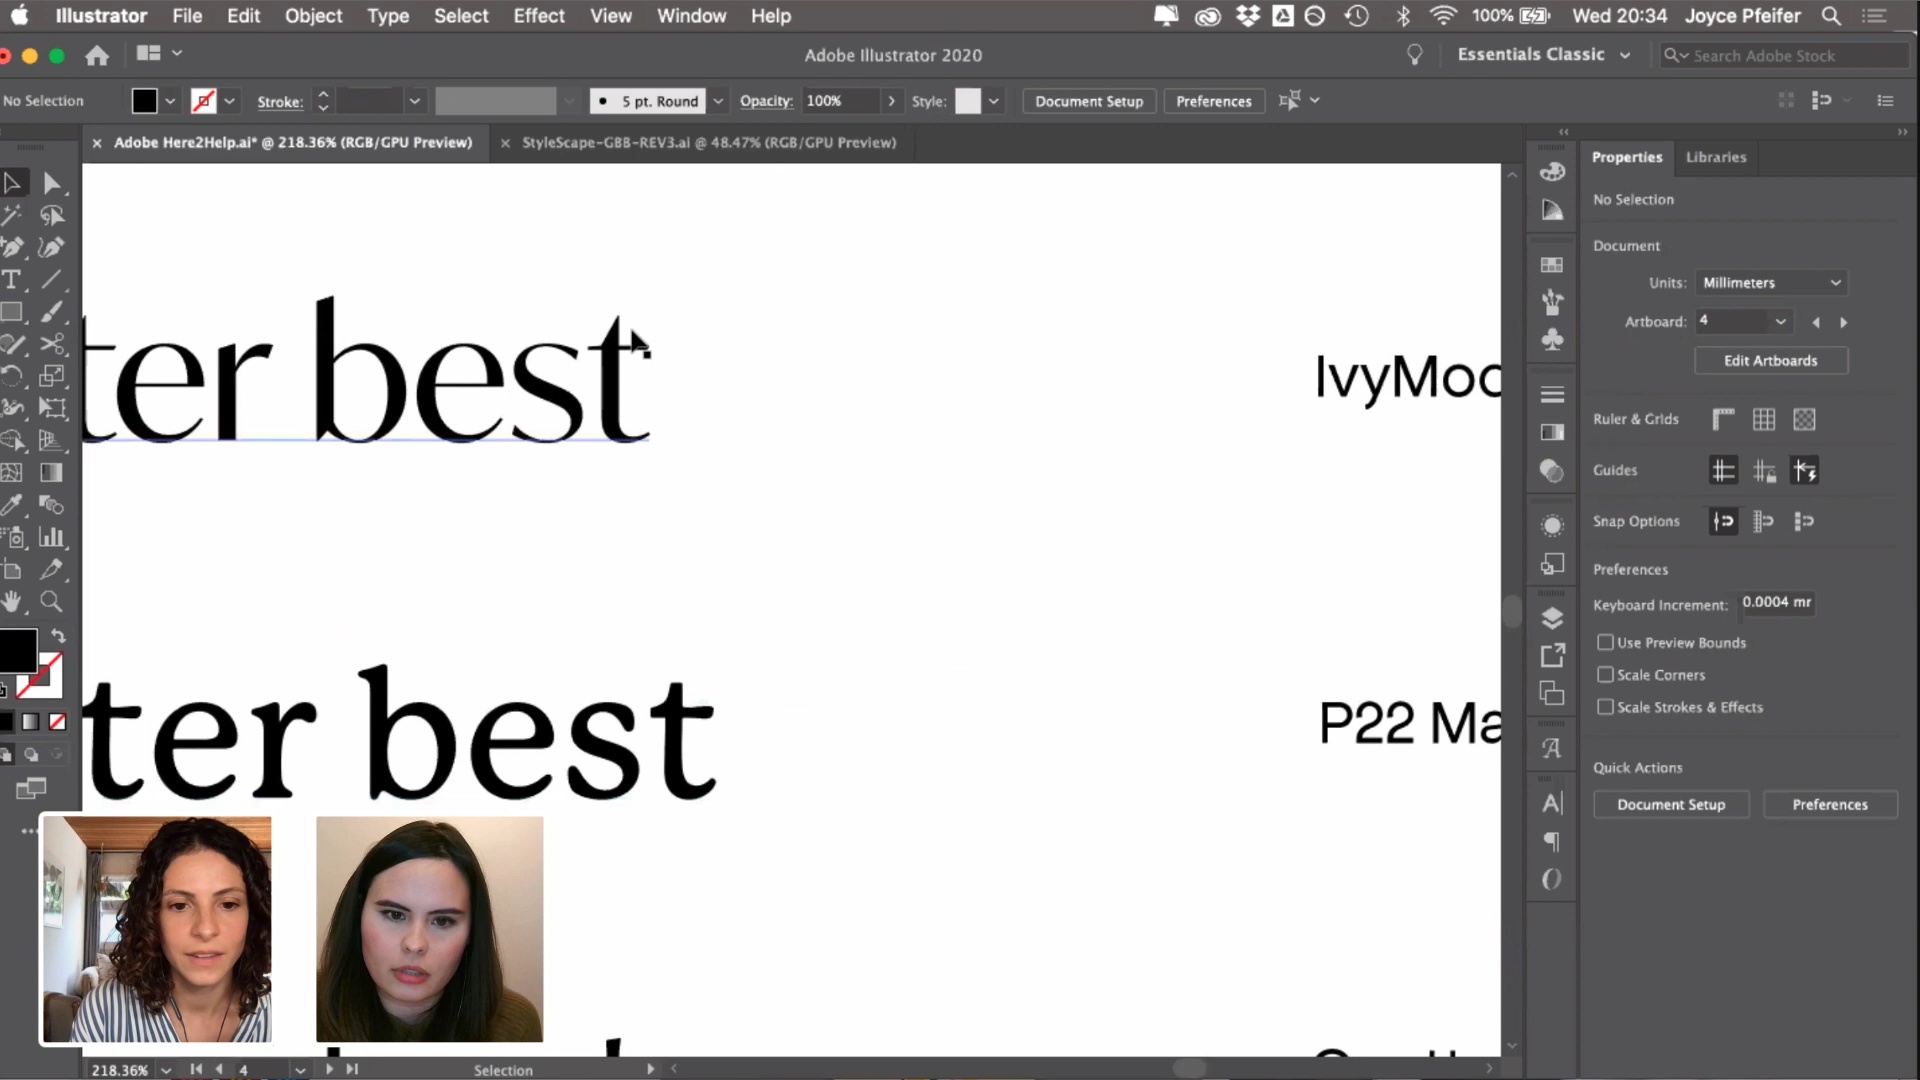 Illustrator File Edit Object Type Select Effect View Window Help 100% Wed 20:34 Joyce Pfeifer
Adobe Illustrator 2020 Essentials Classic Search Adobe Stock
No Selection Stroke: 5 pt. Round Opacity: 100% Style: Document Setup Preferences
Adobe Here2Help.ai* @ 218.36% (RGB/GPU Preview) StyleScape-GBB-REV3.ai @ 48.47% (RGB/GPU Preview)
Properties Libraries
No Selection
Document
Units: Millimeters
Artboard: 4
Edit Artboards
Ruler & Grids
Guides
Snap Options
Preferences
Keyboard Increment: 0.0004 mr
Use Preview Bounds
Scale Corners
Scale Strokes & Effects
Quick Actions
Document Setup Preferences
ter best
IvyMoo
ter best
P22 Ma
218.36% 4 Selection